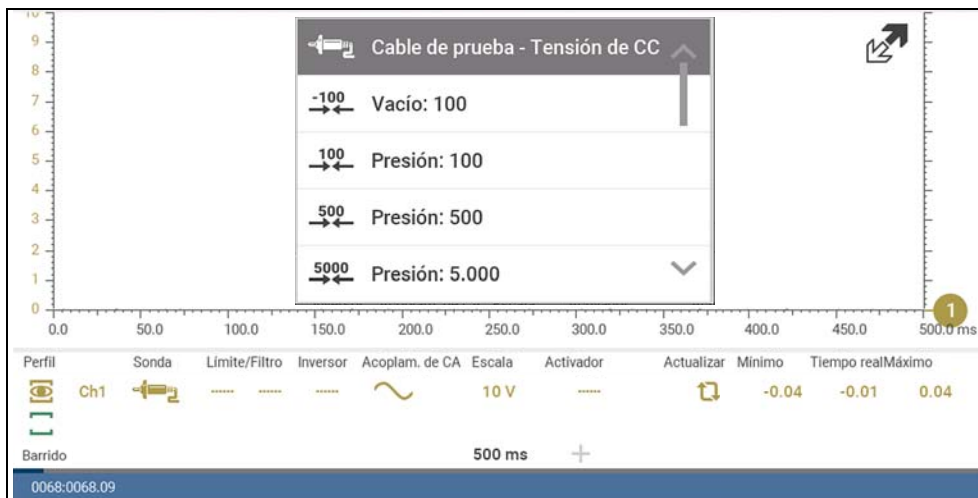 10
9
8
7
6
5
4
3
2
1
0
Cable de prueba - Tensión de CC
-100 Vacío: 100
100 Presión: 100
500 Presión: 500
5000 Presión: 5.000
1
0.0 50.0 100.0 150.0 200.0 250.0 300.0 350.0 400.0 450.0 500.0 ms
Perfil Sonda Límite/Filtro Inversor Acoplam. de CA Escala Activador Actualizar Mínimo Tiempo real Máximo
Ch1 ------ ------ ------ 10 V ------ -0.04 -0.01 0.04
Barrido 500 ms +
0068:0068.09